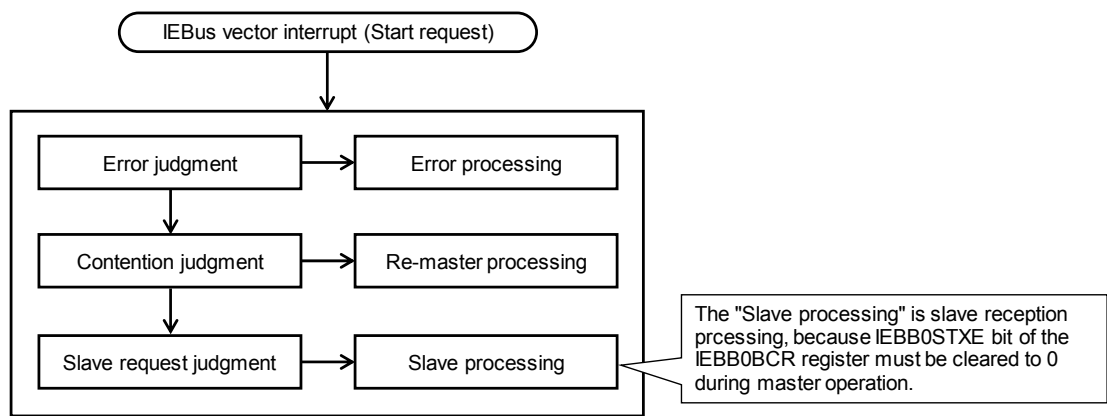 IEBus vector interrupt (Start request)
Error judgment
Error processing
Contention judgment
Re-master processing
Slave request judgment
Slave processing
The "Slave processing" is slave reception
prcessing, because IEBB0STXE bit of the
IEBB0BCR register must be cleared to 0
during master operation.